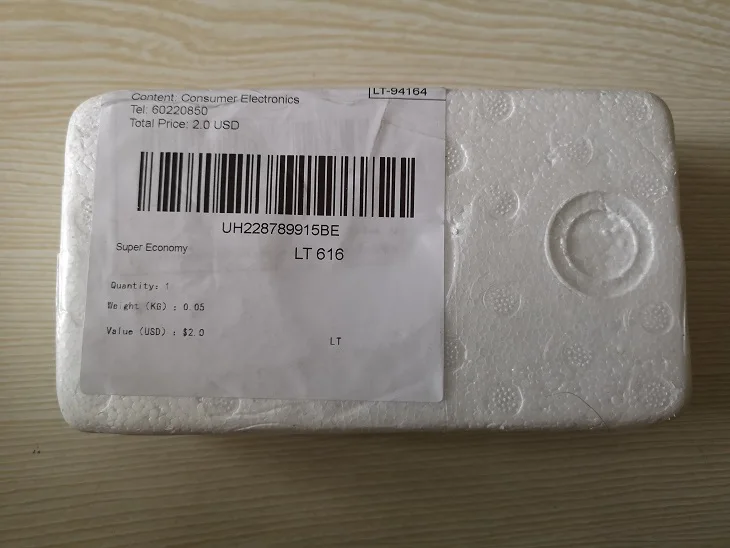 LT-94164
Content: Consumer Electronics
Tel: 60220850
Total Price: 2.0 USD
UH228789915BE
Super Economy
LT 616
Quantity: 1
Weight (KG) : 0.05
Value (USD) : $2.0
LT